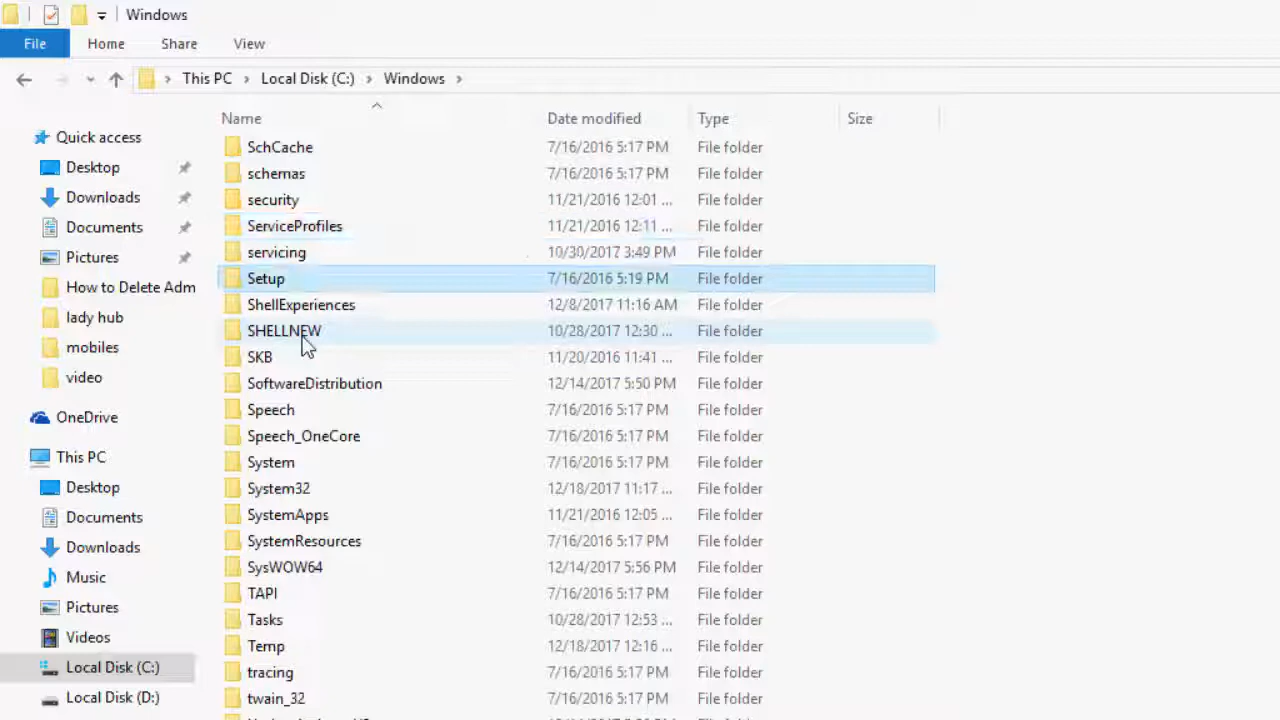 Windows
File Home Share View
This PC Local Disk (C:) Windows
Name Date modified Type Size
Quick access
Desktop
Downloads
Documents
Pictures
How to Delete Adm
lady hub
mobiles
video
OneDrive
This PC
Desktop
Documents
Downloads
Music
Pictures
Videos
Local Disk (C:)
Local Disk (D:)
SchCache 7/16/2016 5:17 PM File folder
schemas 7/16/2016 5:17 PM File folder
security 11/21/2016 12:01 ... File folder
ServiceProfiles 11/21/2016 12:11 ... File folder
servicing 10/30/2017 3:49 PM File folder
Setup 7/16/2016 5:19 PM File folder
ShellExperiences 12/8/2017 11:16 AM File folder
SHELLNEW 10/28/2017 12:30 ... File folder
SKB 11/20/2016 11:41 ... File folder
SoftwareDistribution 12/14/2017 5:50 PM File folder
Speech 7/16/2016 5:17 PM File folder
Speech_OneCore 7/16/2016 5:17 PM File folder
System 7/16/2016 5:17 PM File folder
System32 12/18/2017 11:17 ... File folder
SystemApps 11/21/2016 12:05 ... File folder
SystemResources 7/16/2016 5:17 PM File folder
SysWOW64 12/14/2017 5:56 PM File folder
TAPI 7/16/2016 5:17 PM File folder
Tasks 10/28/2017 12:53 ... File folder
Temp 12/18/2017 12:16 ... File folder
tracing 7/16/2016 5:17 PM File folder
twain_32 7/16/2016 5:17 PM File folder